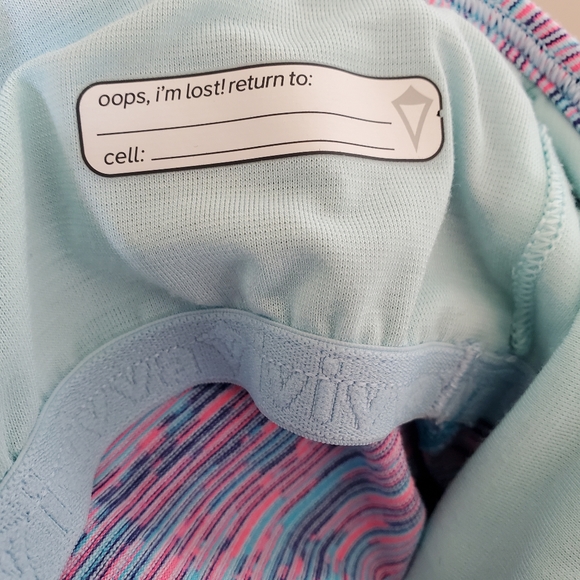 oops, i'm lost! return to:
cell: